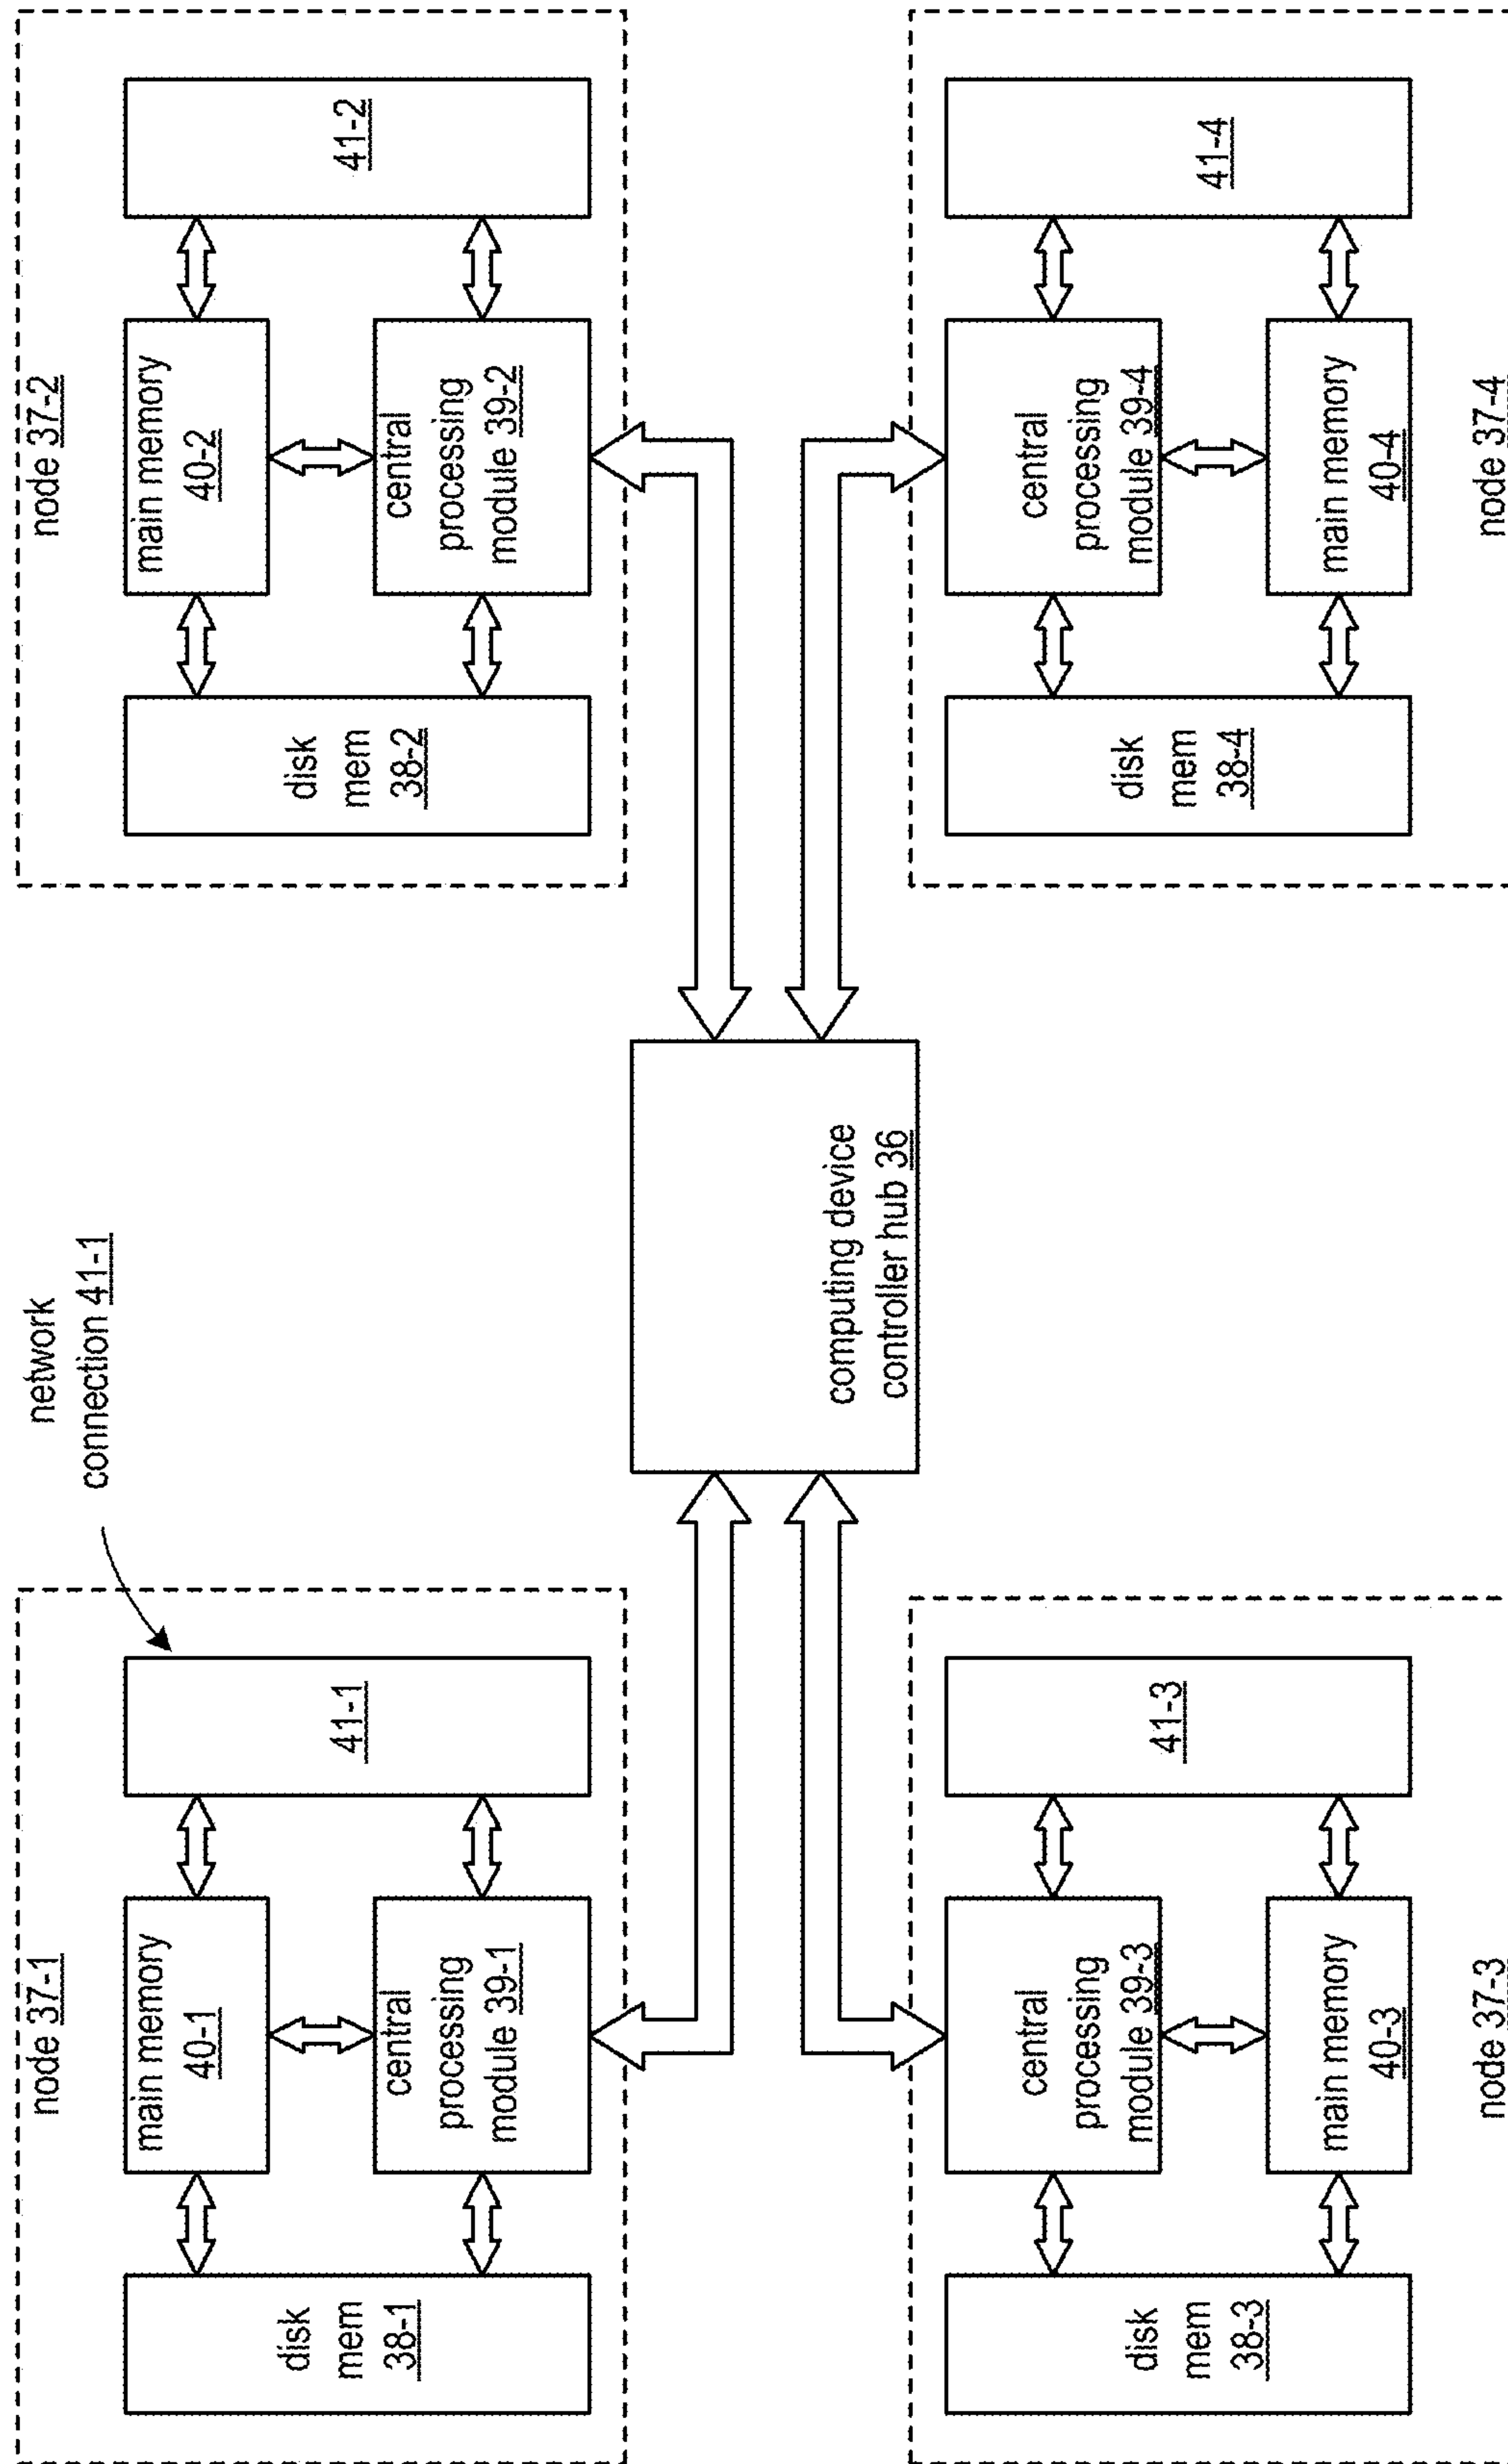 node 37-1
main memory
40-1
central
processing
module 39-1
disk
mem
38-1
41-1
network
connection 41-1
node 37-2
main memory
40-2
central
processing
module 39-2
disk
mem
38-2
41-2
computing device
controller hub 36
disk
mem
38-3
central
processing
module 39-3
main memory
40-3
41-3
node 37-3
disk
mem
38-4
central
processing
module 39-4
main memory
40-4
41-4
node 37-4